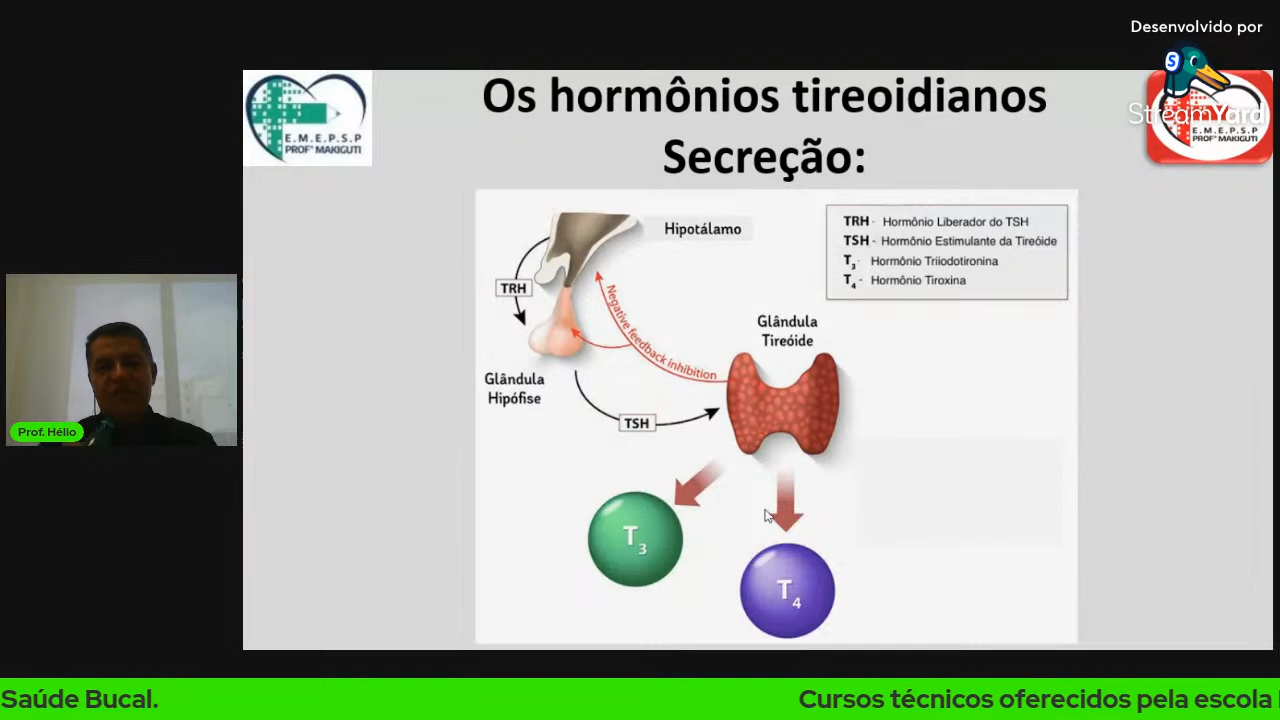 Desenvolvido por
StreamYard
Os hormônios tireoidianos
Secreção:
E.M.E.P.S.P
PROFº MAKIGUTI
E.M.E.P.S.P
PROFº MAKIGUTI
Hipotálamo
TRH - Hormônio Liberador do TSH
TSH - Hormônio Estimulante da Tireóide
T3 - Hormônio Triiodotironina
T4 - Hormônio Tiroxina
TRH
Negative feedback inhibition
Glândula
Tireóide
Glândula
Hipófise
TSH
T3
T4
Prof. Hélio
Saúde Bucal.
Cursos técnicos oferecidos pela escola